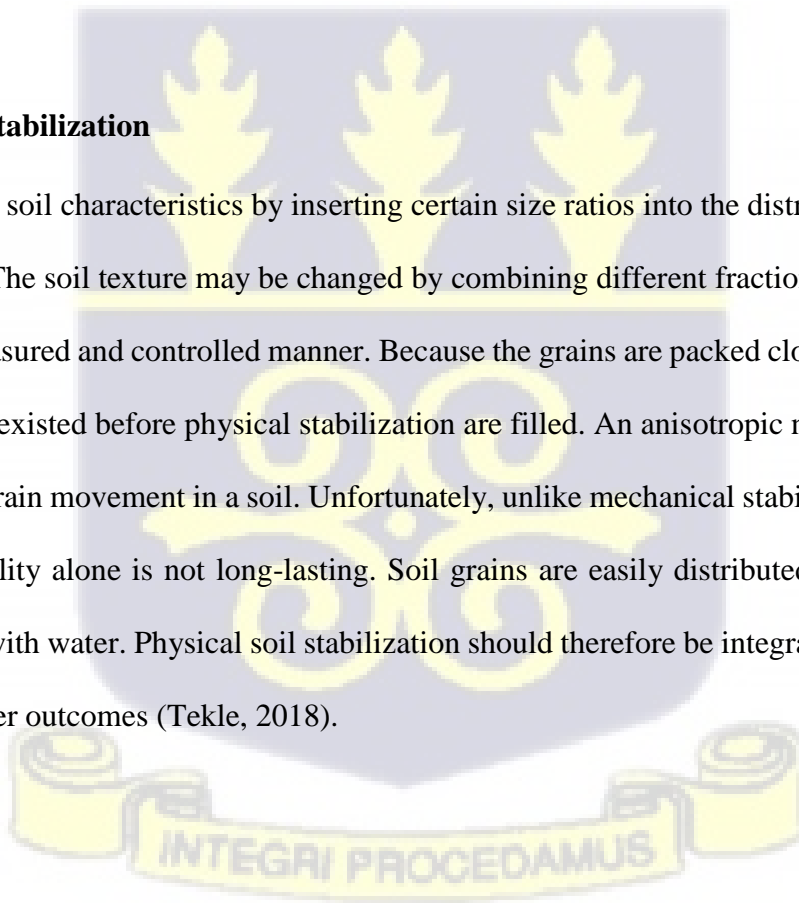 tabilization
soil characteristics by inserting certain size ratios into the distr
The soil texture may be changed by combining different fractio
sured and controlled manner. Because the grains are packed clo
existed before physical stabilization are filled. An anisotropic
rain movement in a soil. Unfortunately, unlike mechanical stabi
lity alone is not long-lasting. Soil grains are easily distributed
with water. Physical soil stabilization should therefore be integra
er outcomes (Tekle, 2018).
INTEGRI PROCEDAMUS